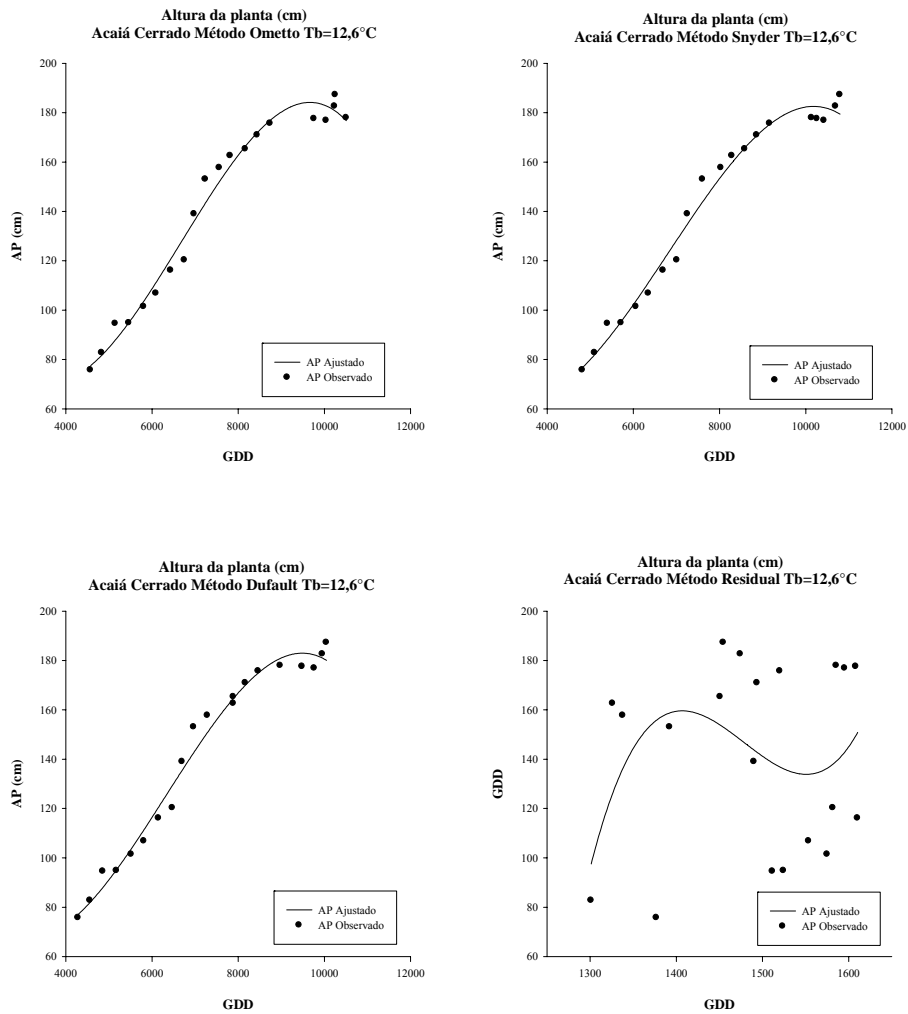 Altura da planta (cm)
Acaiá Cerrado Método Ometto Tb=12,6°C
200
180
160
140
120
100
80
60
AP (cm)
AP Ajustado
AP Observado
4000 6000 8000 10000 12000
GDD
Altura da planta (cm)
Acaiá Cerrado Método Snyder Tb=12,6°C
200
180
160
140
120
100
80
60
AP (cm)
AP Ajustado
AP Observado
4000 6000 8000 10000 12000
GDD
Altura da planta (cm)
Acaiá Cerrado Método Dufault Tb=12,6°C
200
180
160
140
120
100
80
60
AP (cm)
AP Ajustado
AP Observado
4000 6000 8000 10000 12000
GDD
Altura da planta (cm)
Acaiá Cerrado Método Residual Tb=12,6°C
200
180
160
140
120
100
80
60
GDD
AP Ajustado
AP Observado
1300 1400 1500 1600
GDD